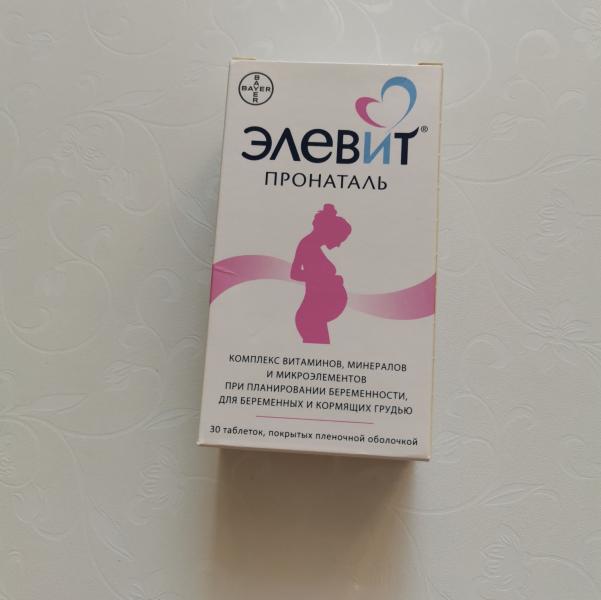 BAYER
BAYER
ЭЛЕВИТ®
ПРОНАТАЛЬ
КОМПЛЕКС ВИТАМИНОВ, МИНЕРАЛОВ
И МИКРОЭЛЕМЕНТОВ
ПРИ ПЛАНИРОВАНИИ БЕРЕМЕННОСТИ,
ДЛЯ БЕРЕМЕННЫХ И КОРМЯЩИХ ГРУДЬЮ
30 таблеток, покрытых пленочной оболочкой